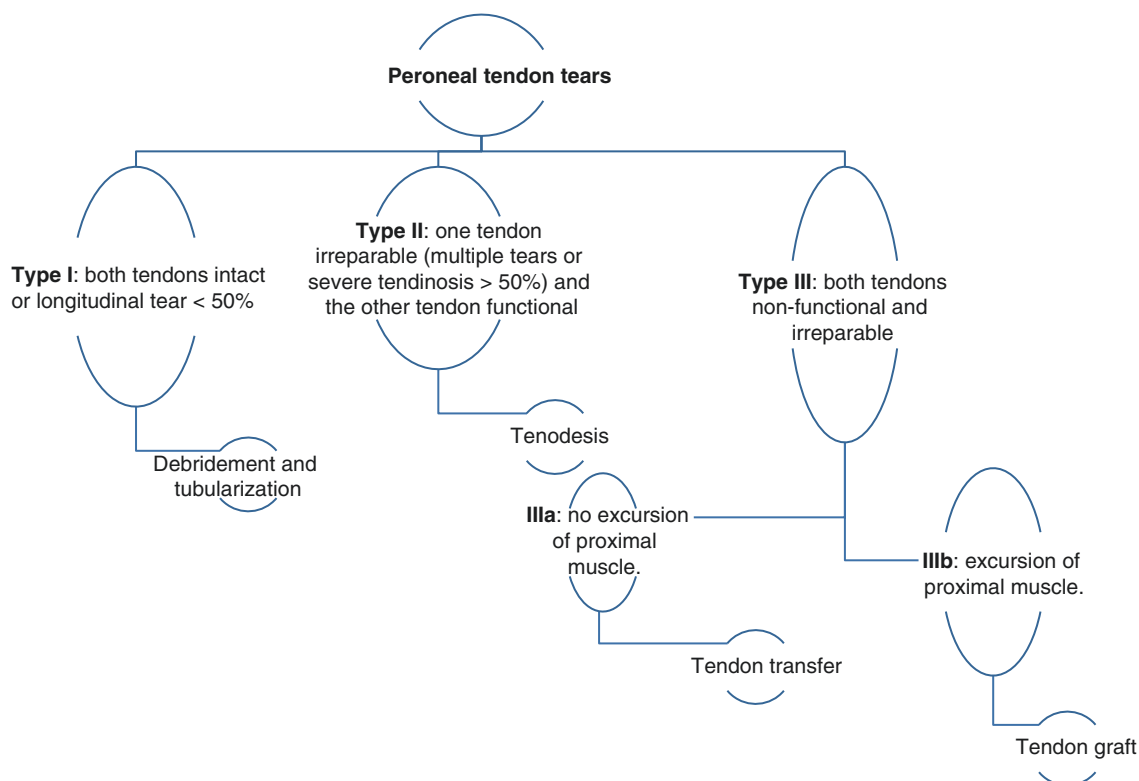 Peroneal tendon tears
Type I: both tendons intact
or longitudinal tear < 50%
Type II: one tendon
irreparable (multiple tears or
severe tendinosis > 50%) and
the other tendon functional
Type III: both tendons
non-functional and
irreparable
Debridement and
tubularization
Tenodesis
IIIa: no excursion
of proximal
muscle.
IIIb: excursion of
proximal muscle.
Tendon transfer
Tendon graft